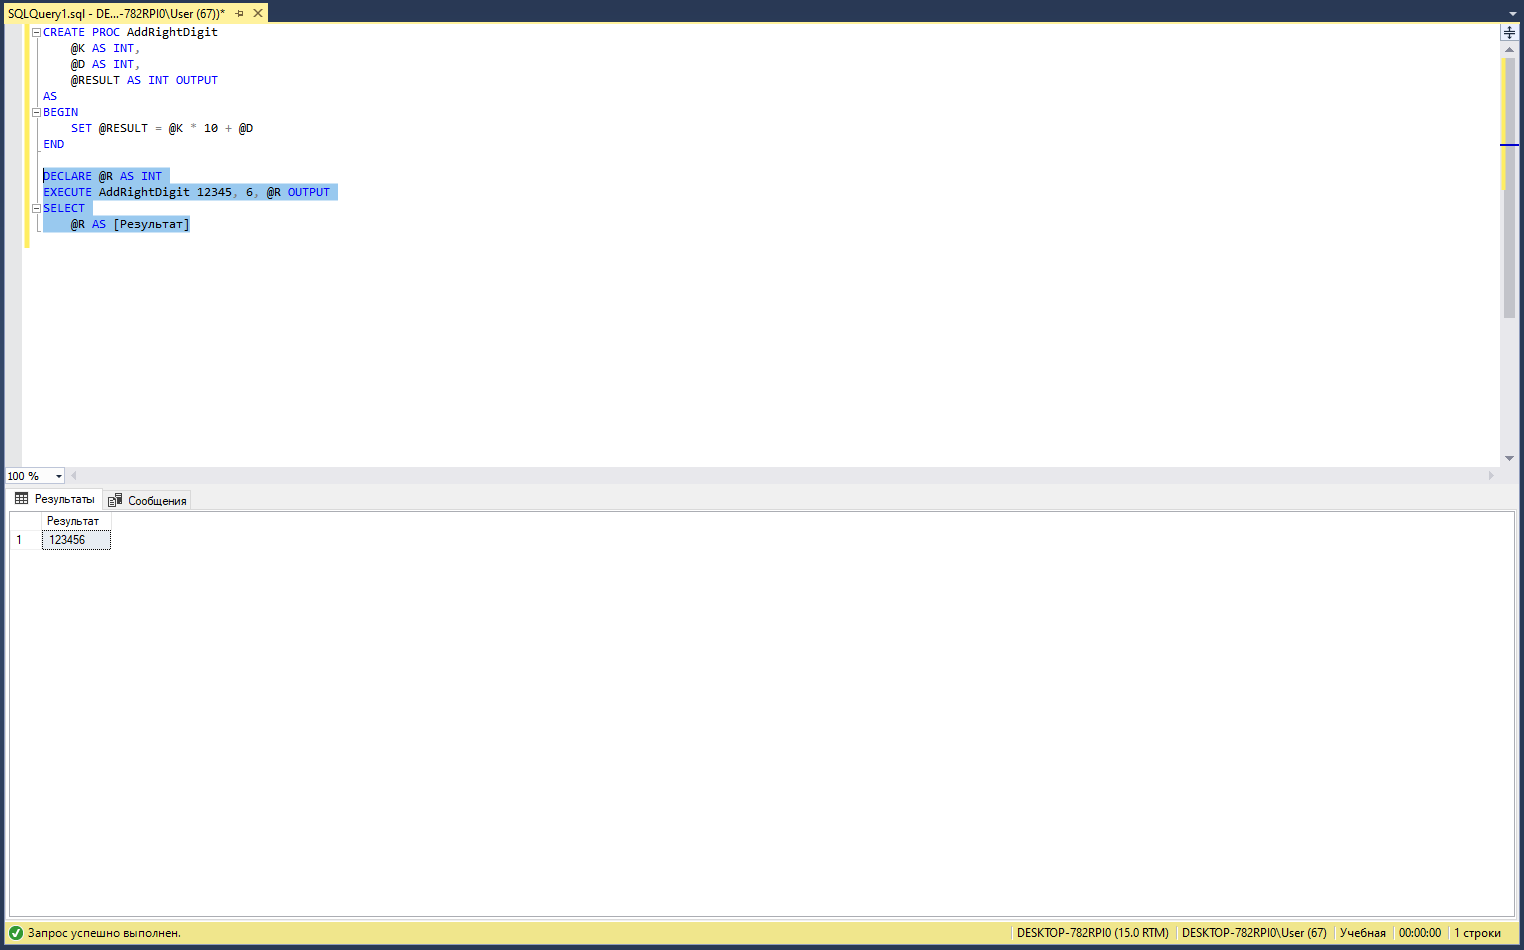 SQLQuery1.sql - DE...-782RPI0\User (67))*
CREATE PROC AddRightDigit
@K AS INT,
@D AS INT,
@RESULT AS INT OUTPUT
AS
BEGIN
SET @RESULT = @K * 10 + @D
END
DECLARE @R AS INT
EXECUTE AddRightDigit 12345, 6, @R OUTPUT
SELECT
@R AS [Результат]
100 %
Результаты Сообщения
Результат
1 123456
Запрос успешно выполнен. DESKTOP-782RPI0 (15.0 RTM) DESKTOP-782RPI0\User (67) Учебная 00:00:00 1 строки